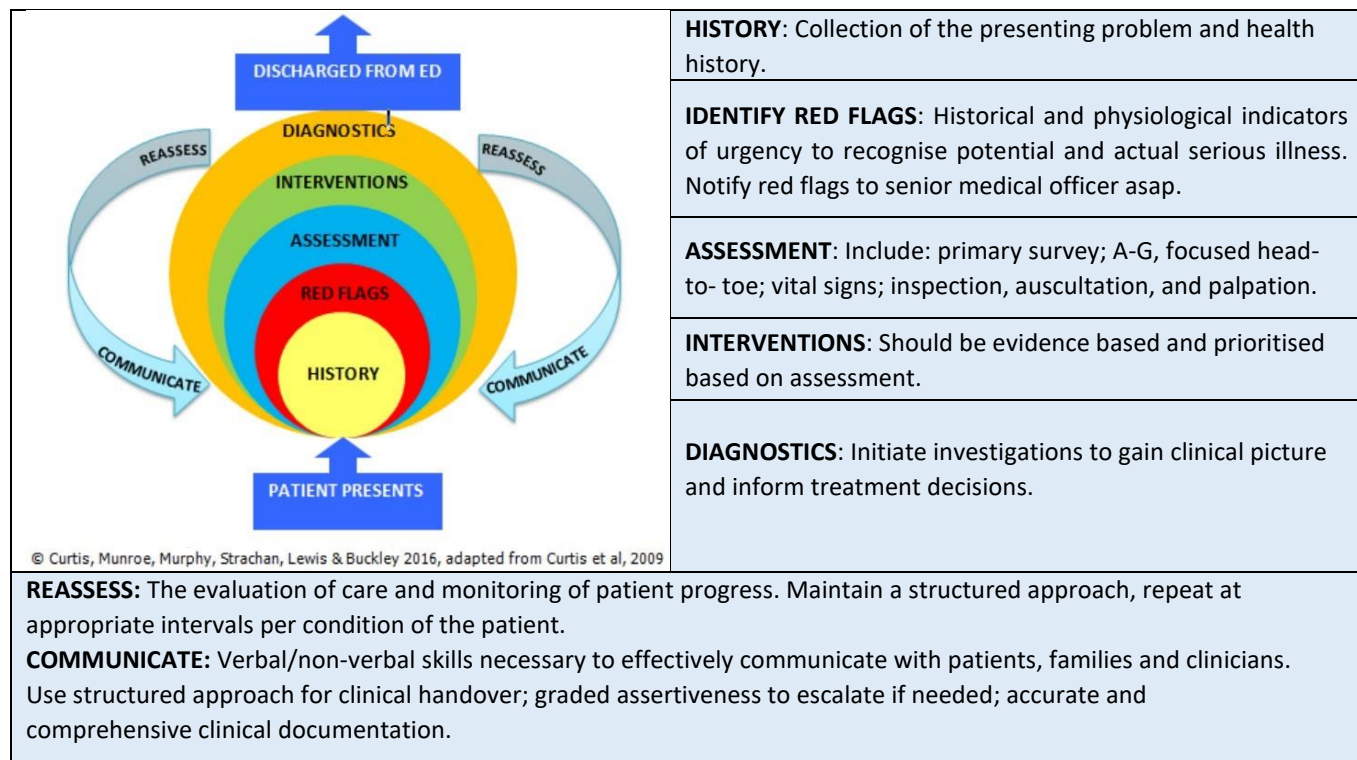 DISCHARGED FROM ED
DIAGNOSTICS
REASSESS
REASSESS
INTERVENTIONS
ASSESSMENT
RED FLAGS
HISTORY
COMMUNICATE
COMMUNICATE
PATIENT PRESENTS
© Curtis, Munroe, Murphy, Strachan, Lewis & Buckley 2016, adapted from Curtis et al, 2009
HISTORY: Collection of the presenting problem and health
history.
IDENTIFY RED FLAGS: Historical and physiological indicators
of urgency to recognise potential and actual serious illness.
Notify red flags to senior medical officer asap.
ASSESSMENT: Include: primary survey; A-G, focused head-
to- toe; vital signs; inspection, auscultation, and palpation.
INTERVENTIONS: Should be evidence based and prioritised
based on assessment.
DIAGNOSTICS: Initiate investigations to gain clinical picture
and inform treatment decisions.
REASSESS: The evaluation of care and monitoring of patient progress. Maintain a structured approach, repeat at
appropriate intervals per condition of the patient.
COMMUNICATE: Verbal/non-verbal skills necessary to effectively communicate with patients, families and clinicians.
Use structured approach for clinical handover; graded assertiveness to escalate if needed; accurate and
comprehensive clinical documentation.